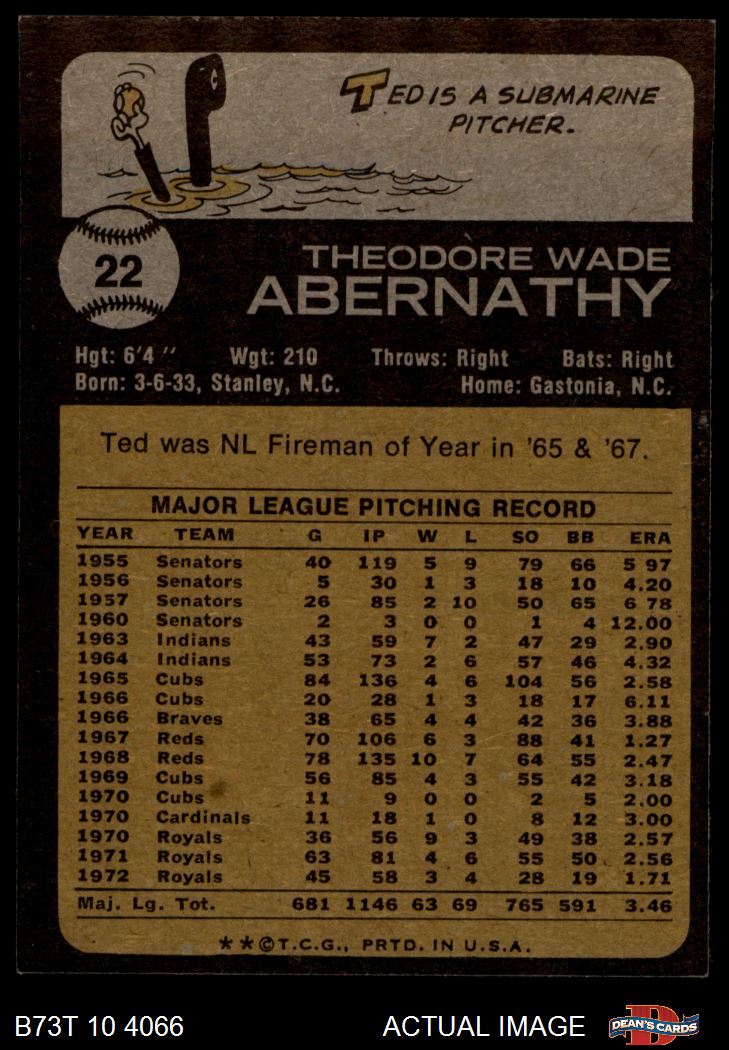 TED IS A SUBMARINE
PITCHER.
22
THEODORE WADE
ABERNATHY
Hgt: 6'4 " Wgt: 210 Throws: Right Bats: Right
Born: 3-6-33, Stanley, N.C. Home: Gastonia, N.C.
Ted was NL Fireman of Year in '65 & '67.
MAJOR LEAGUE PITCHING RECORD
YEAR TEAM G IP W L SO BB ERA
1955 Senators 40 119 5 9 79 66 5 97
1956 Senators 5 30 1 3 18 10 4.20
1957 Senators 26 85 2 10 50 65 6 78
1960 Senators 2 3 0 0 1 4 12.00
1963 Indians 43 59 7 2 47 29 2.90
1964 Indians 53 73 2 6 57 46 4.32
1965 Cubs 84 136 4 6 104 56 2.58
1966 Cubs 20 28 1 3 18 17 6.11
1966 Braves 38 65 4 4 42 36 3.88
1967 Reds 70 106 6 3 88 41 1.27
1968 Reds 78 135 10 7 64 55 2.47
1969 Cubs 56 85 4 3 55 42 3.18
1970 Cubs 11 9 0 0 2 5 2.00
1970 Cardinals 11 18 1 0 8 12 3.00
1970 Royals 36 56 9 3 49 38 2.57
1971 Royals 63 81 4 6 55 50 2.56
1972 Royals 45 58 3 4 28 19 1.71
Maj. Lg. Tot. 681 1146 63 69 765 591 3.46
**©T.C.G., PRTD. IN U.S.A.
B73T 10 4066 ACTUAL IMAGE D DEAN'S CARDS